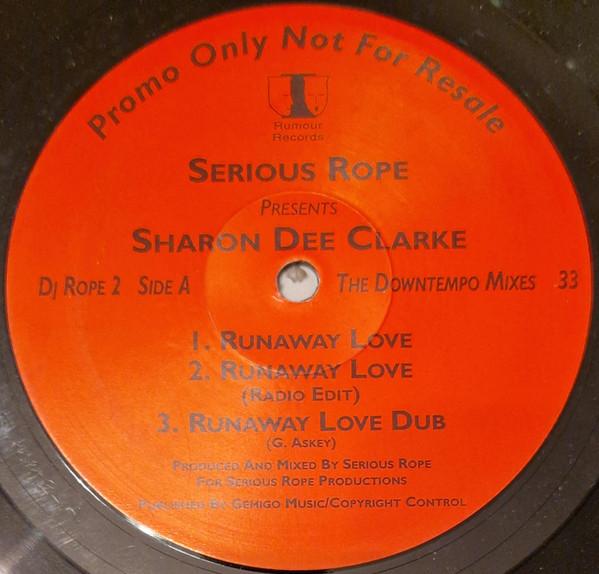 Promo Only Not For Resale
Rumour
Records
SERIOUS ROPE
PRESENTS
SHARON DEE CLARKE
DJ ROPE 2 SIDE A THE DOWNTEMPO MIXES 33
1. RUNAWAY LOVE
2. RUNAWAY LOVE
(RADIO EDIT)
3. RUNAWAY LOVE DUB
(G. ASKEY)
PRODUCED AND MIXED BY SERIOUS ROPE
FOR SERIOUS ROPE PRODUCTIONS
PUBLISHED BY GEMIGO MUSIC/COPYRIGHT CONTROL